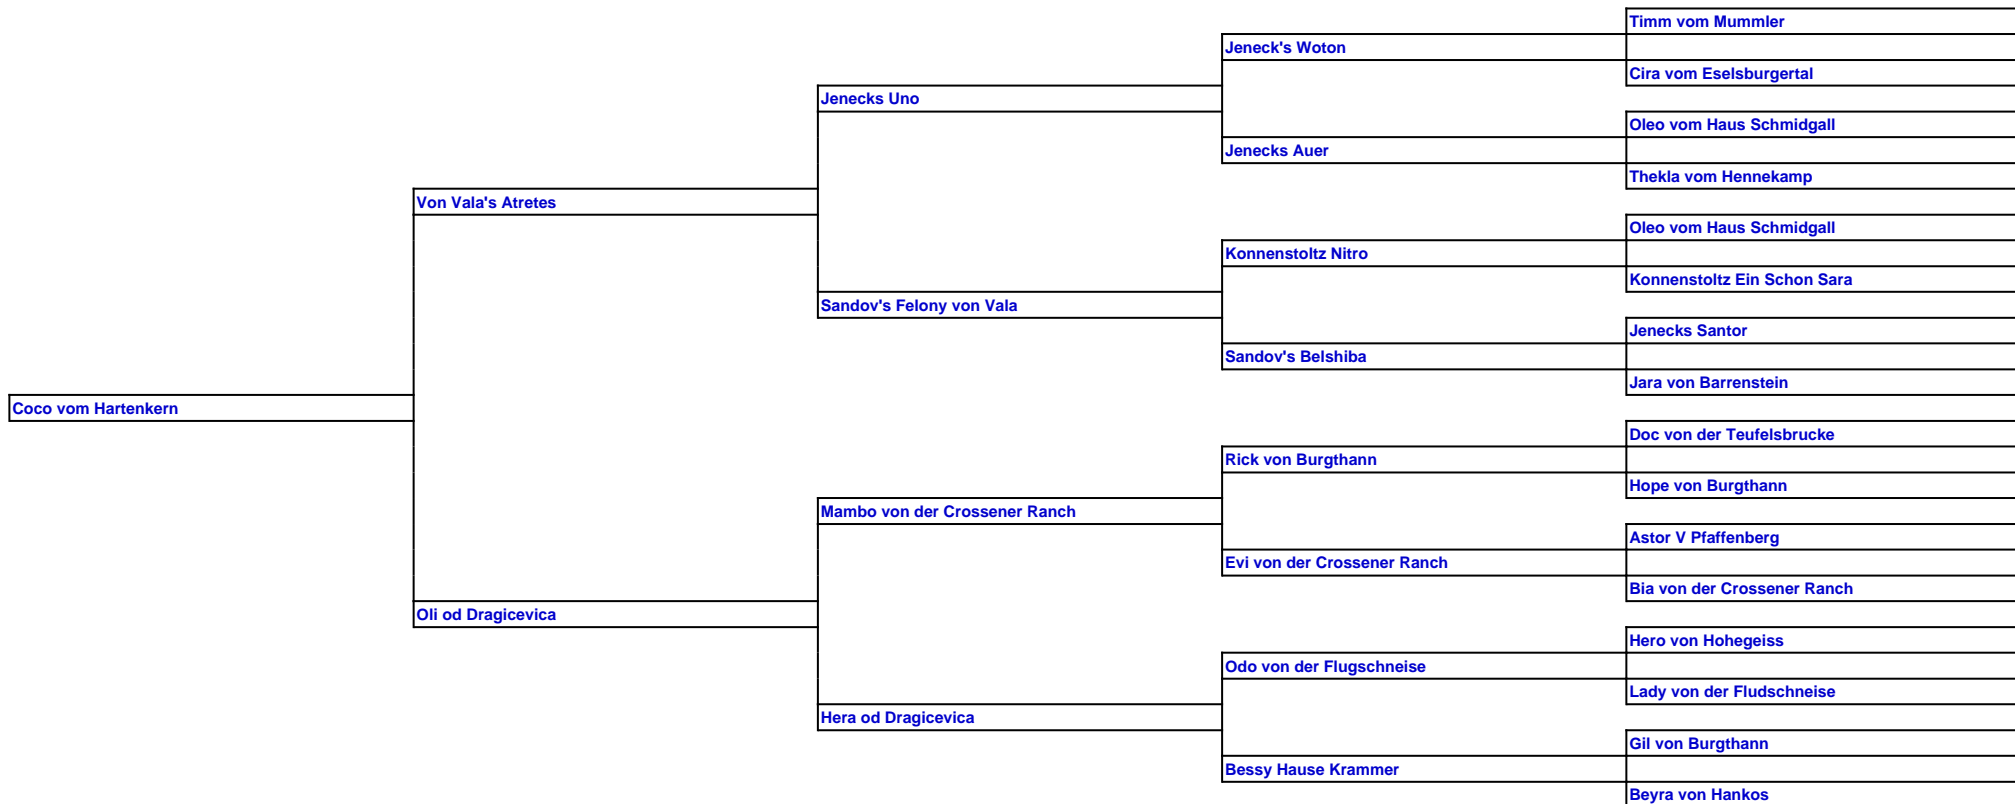 Timm vom Mummler
Jeneck's Woton
Cira vom Eselsburgertal
Jenecks Uno
Oleo vom Haus Schmidgall
Jenecks Auer
Thekla vom Hennekamp
Von Vala's Atretes
Oleo vom Haus Schmidgall
Konnenstoltz Nitro
Konnenstoltz Ein Schon Sara
Sandov's Felony von Vala
Jenecks Santor
Sandov's Belshiba
Jara von Barrenstein
Coco vom Hartenkern
Doc von der Teufelsbrucke
Rick von Burgthann
Hope von Burgthann
Mambo von der Crossener Ranch
Astor V Pfaffenberg
Evi von der Crossener Ranch
Bia von der Crossener Ranch
Oli od Dragicevica
Hero von Hohegeiss
Odo von der Flugschneise
Lady von der Fludschneise
Hera od Dragicevica
Gil von Burgthann
Bessy Hause Krammer
Beyra von Hankos